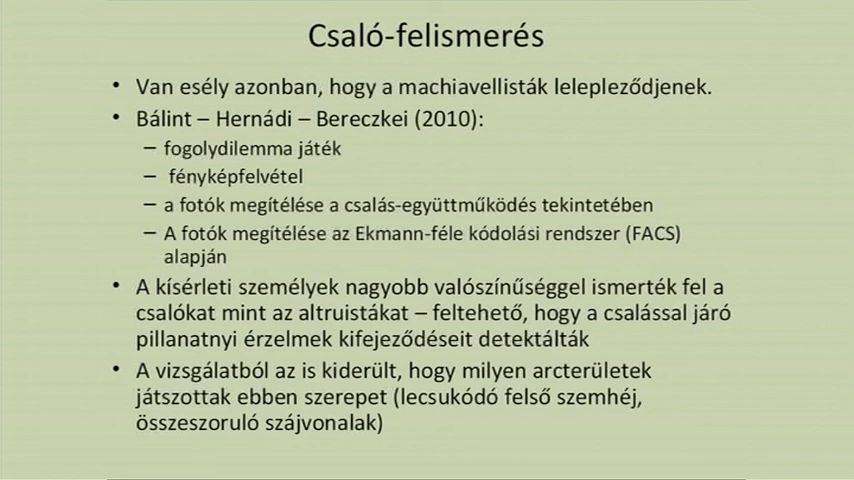 Csaló-felismerés
• Van esély azonban, hogy a machiavellisták lelepleződjenek.
• Bálint – Hernádi – Bereczkei (2010):
– fogolydilemma játék
– fényképfelvétel
– a fotók megítélése a csalás-együttműködés tekintetében
– A fotók megítélése az Ekmann-féle kódolási rendszer (FACS)
alapján
• A kísérleti személyek nagyobb valószínűséggel ismerték fel a
csalókat mint az altruistákat – feltehető, hogy a csalással járó
pillanatnyi érzelmek kifejeződéseit detektálták
• A vizsgálatból az is kiderült, hogy milyen arcterületek
játszottak ebben szerepet (lecsukódó felső szemhéj,
összeszoruló szájvonalak)